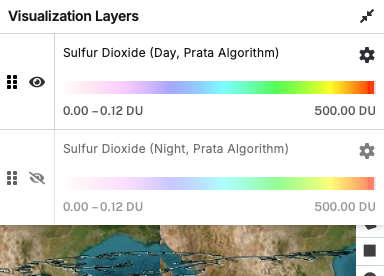 Visualization Layers
Sulfur Dioxide (Day, Prata Algorithm)
0.00 – 0.12 DU 500.00 DU
Sulfur Dioxide (Night, Prata Algorithm)
0.00 – 0.12 DU 500.00 DU